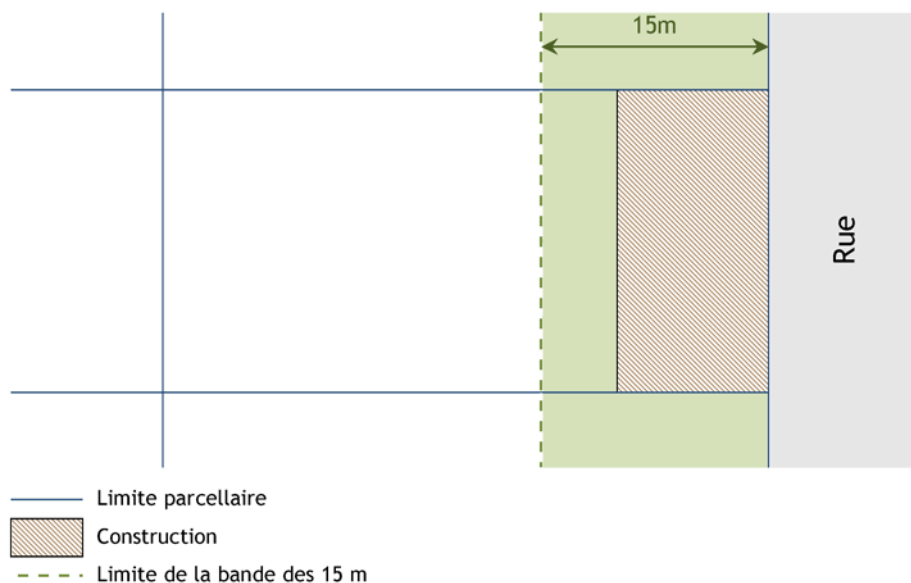 15m
Rue
Limite parcellaire
Construction
Limite de la bande des 15 m